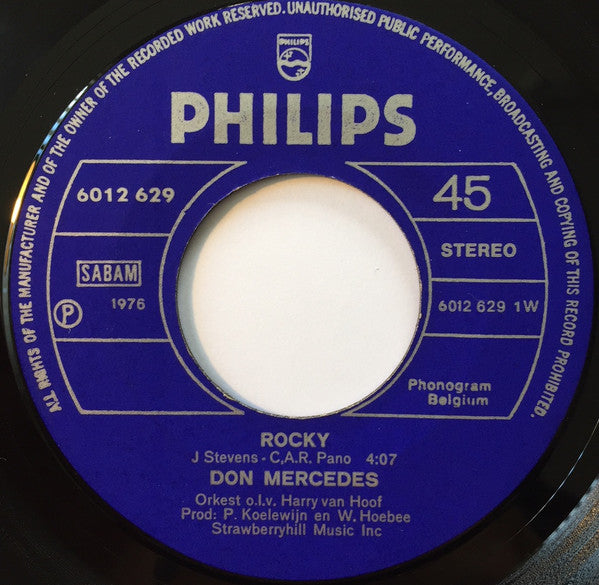 ALL RIGHTS OF THE MANUFACTURER AND OF THE OWNER OF THE RECORDED WORK RESERVED. UNAUTHORISED PUBLIC PERFORMANCE, BROADCASTING AND COPYING OF THIS RECORD PROHIBITED.
PHILIPS
PHILIPS
6012 629
45
SABAM
STEREO
1976
P
6012 629 1W
Phonogram
Belgium
ROCKY
J Stevens - C,A.R. Pano 4:07
DON MERCEDES
Orkest o.l.v. Harry van Hoof
Prod: P. Koelewijn en W. Hoebee
Strawberryhill Music Inc